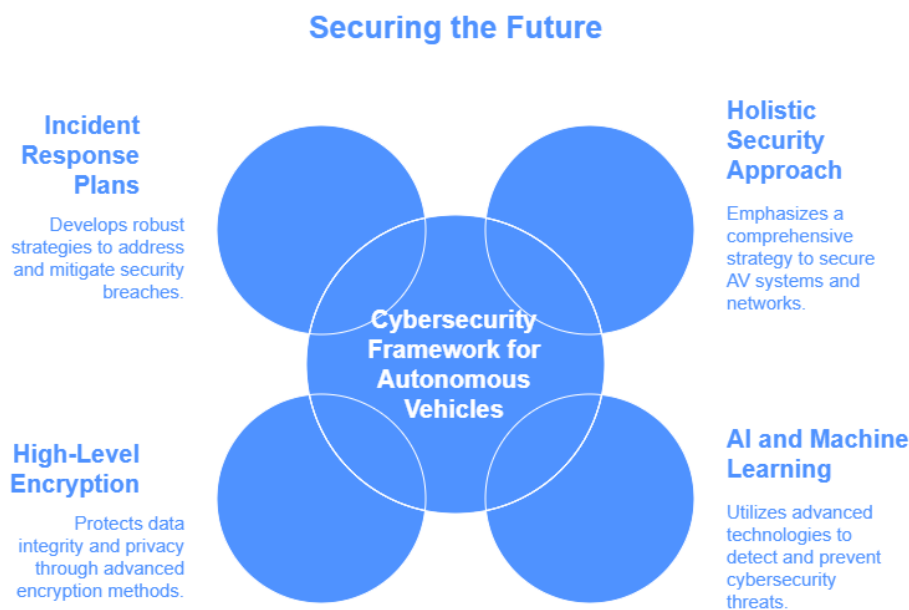 Securing the Future
Incident
Response
Plans
Develops robust
strategies to address
and mitigate security
breaches.
Holistic
Security
Approach
Emphasizes a
comprehensive
strategy to secure
AV systems and
networks.
Cybersecurity
Framework for
Autonomous
Vehicles
High-Level
Encryption
Protects data
integrity and privacy
through advanced
encryption methods.
AI and Machine
Learning
Utilizes advanced
technologies to
detect and prevent
cybersecurity
threats.